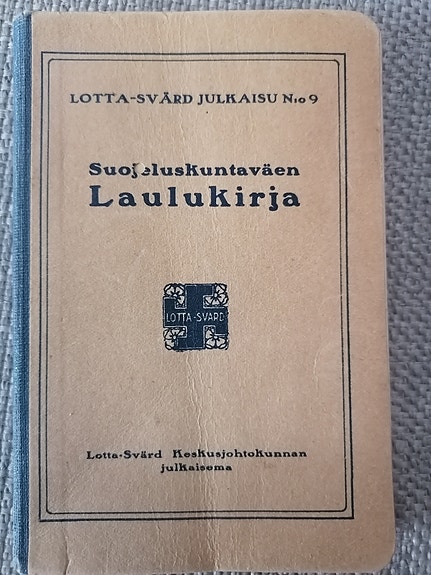 LOTTA-SVÄRD JULKAISU N:o 9
Suojeluskuntaväen
Laulukirja
LOTTA-SVÄRD
Lotta-Svärd Keskusjohtokunnan
julkaisema